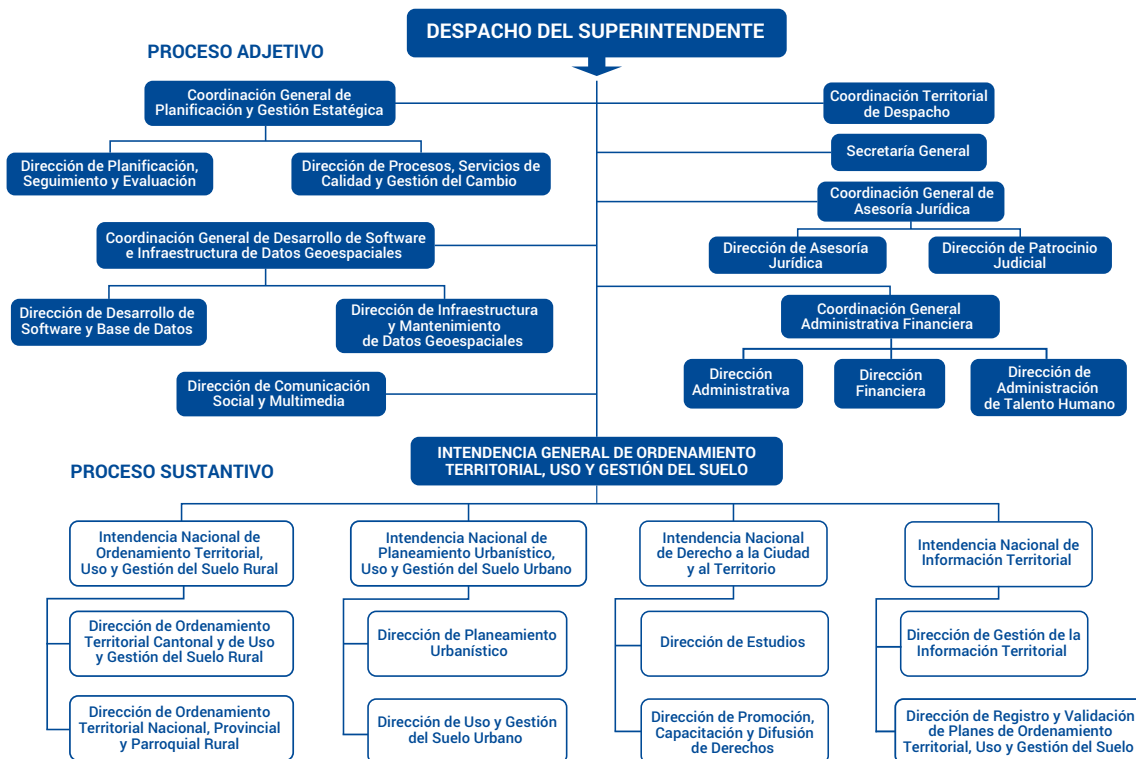 DESPACHO DEL SUPERINTENDENTE
PROCESO ADJETIVO
Coordinación General de
Planificación y Gestión Estatégica
Dirección de Planificación,
Seguimiento y Evaluación
Dirección de Procesos, Servicios de
Calidad y Gestión del Cambio
Coordinación General de Desarrollo de Software
e Infraestructura de Datos Geoespaciales
Dirección de Desarrollo de
Software y Base de Datos
Dirección de Infraestructura
y Mantenimiento
de Datos Geoespaciales
Dirección de Comunicación
Social y Multimedia
Coordinación Territorial
de Despacho
Secretaría General
Coordinación General de
Asesoría Jurídica
Dirección de Asesoría
Jurídica
Dirección de Patrocinio
Judicial
Coordinación General
Administrativa Financiera
Dirección
Administrativa
Dirección
Financiera
Dirección de
Administración
de Talento Humano
INTENDENCIA GENERAL DE ORDENAMIENTO
TERRITORIAL, USO Y GESTIÓN DEL SUELO
PROCESO SUSTANTIVO
Intendencia Nacional de
Ordenamiento Territorial,
Uso y Gestión del Suelo Rural
Dirección de Ordenamiento
Territorial Cantonal y de Uso
y Gestión del Suelo Rural
Dirección de Ordenamiento
Territorial Nacional, Provincial
y Parroquial Rural
Intendencia Nacional de
Planeamiento Urbanístico,
Uso y Gestión del Suelo Urbano
Dirección de Planeamiento
Urbanístico
Dirección de Uso y Gestión
del Suelo Urbano
Intendencia Nacional
de Derecho a la Ciudad
y al Territorio
Dirección de Estudios
Dirección de Promoción,
Capacitación y Difusión
de Derechos
Intendencia Nacional de
Información Territorial
Dirección de Gestión de la
Información Territorial
Dirección de Registro y Validación
de Planes de Ordenamiento
Territorial, Uso y Gestión del Suelo